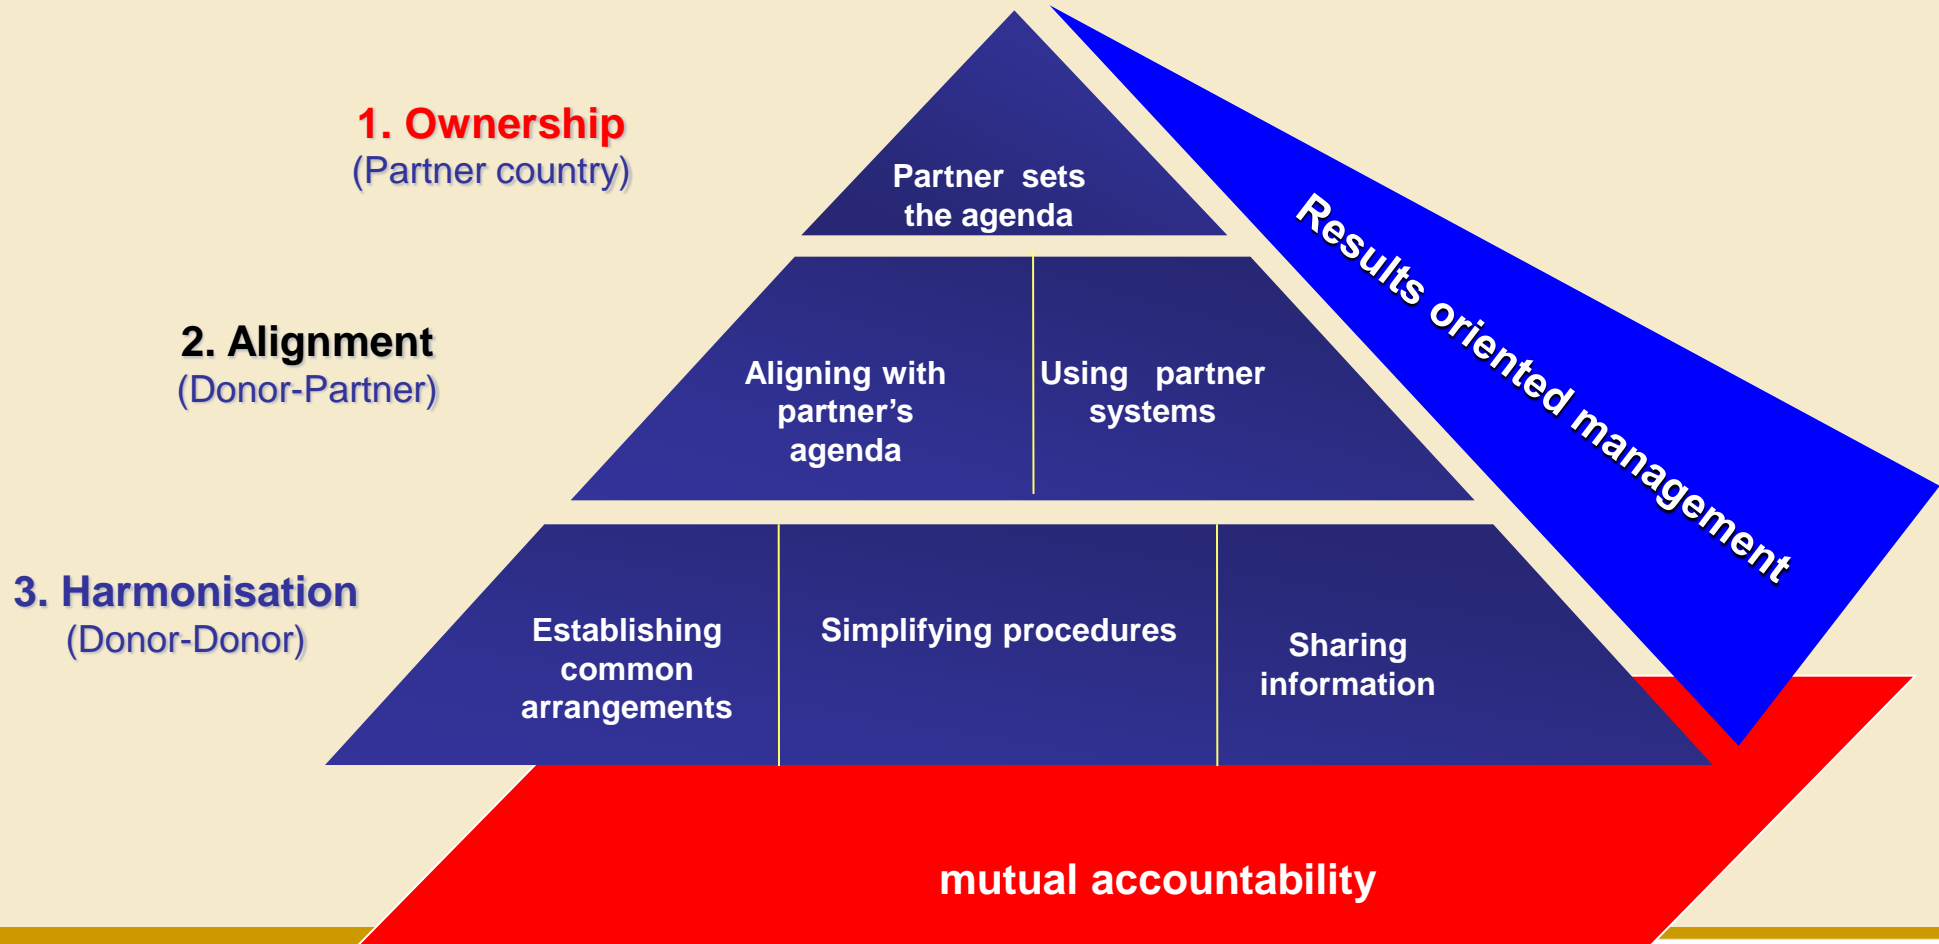 1. Ownership
(Partner country)
Partner sets
the agenda
2. Alignment
(Donor-Partner)
Aligning with
partner’s
agenda
Using partner
systems
3. Harmonisation
(Donor-Donor)
Establishing
common
arrangements
Simplifying procedures
Sharing
information
Results oriented management
mutual accountability